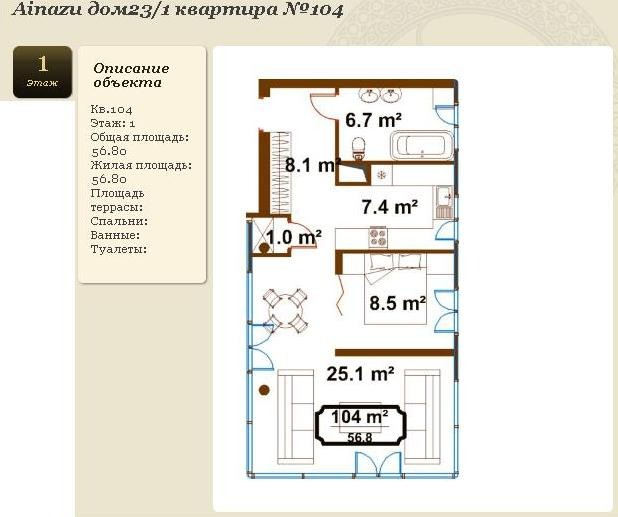 Ainazu дом23/1 квартира №104
1
Этаж
Описание
объекта
Кв.104
Этаж: 1
Общая площадь:
56.80
Жилая площадь:
56.80
Площадь
террасы:
Спальни:
Ванные:
Туалеты:
6.7 m²
8.1 m²
7.4 m²
1.0 m²
8.5 m²
25.1 m²
104 m²
56.8